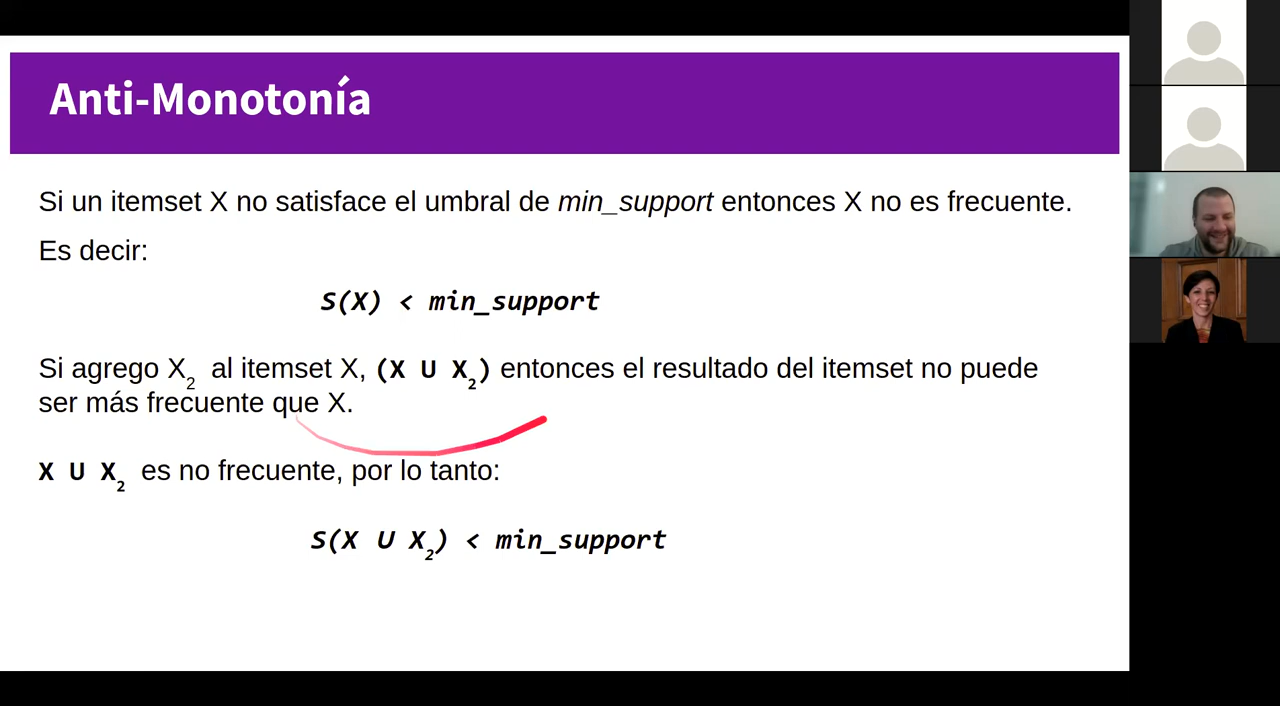 Anti-Monotonía
Si un itemset X no satisface el umbral de min_support entonces X no es frecuente.
Es decir:
S(X) < min_support
Si agrego X₂ al itemset X, (X U X₂) entonces el resultado del itemset no puede
ser más frecuente que X.
X U X₂ es no frecuente, por lo tanto:
S(X U X₂) < min_support